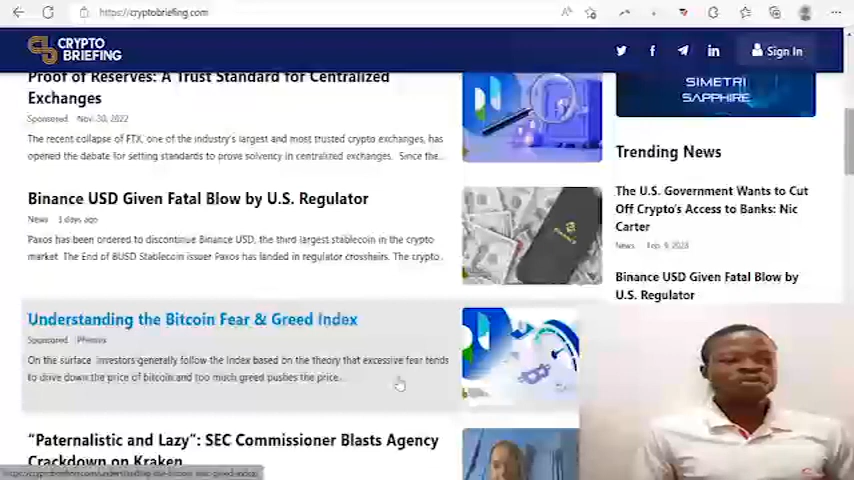 https://cryptobriefing.com
CRYPTO
BRIEFING
Sign In
Proof of Reserves: A Trust Standard for Centralized
Exchanges
Sponsored Nov. 30, 2022
The recent collapse of FTX, one of the industry's largest and most trusted crypto exchanges, has
opened the debate for setting standards to prove solvency in centralized exchanges. Since the...
Binance USD Given Fatal Blow by U.S. Regulator
News 3 days ago
Paxos has been ordered to discontinue Binance USD, the third largest stablecoin in the crypto
market. The End of BUSD Stablecoin issuer Paxos has landed in regulator crosshairs. The crypto
Understanding the Bitcoin Fear & Greed Index
Sponsored Phemex
On the surface investors generally follow the index based on the theory that excessive fear tends
to drive down the price of bitcoin and too much greed pushes the price...
"Paternalistic and Lazy": SEC Commissioner Blasts Agency
Crackdown on Kraken
SIMETRI
SAPPHIRE
Trending News
The U.S. Government Wants to Cut
Off Crypto's Access to Banks: Nic
Carter
News Feb. 9, 2023
Binance USD Given Fatal Blow by
U.S. Regulator